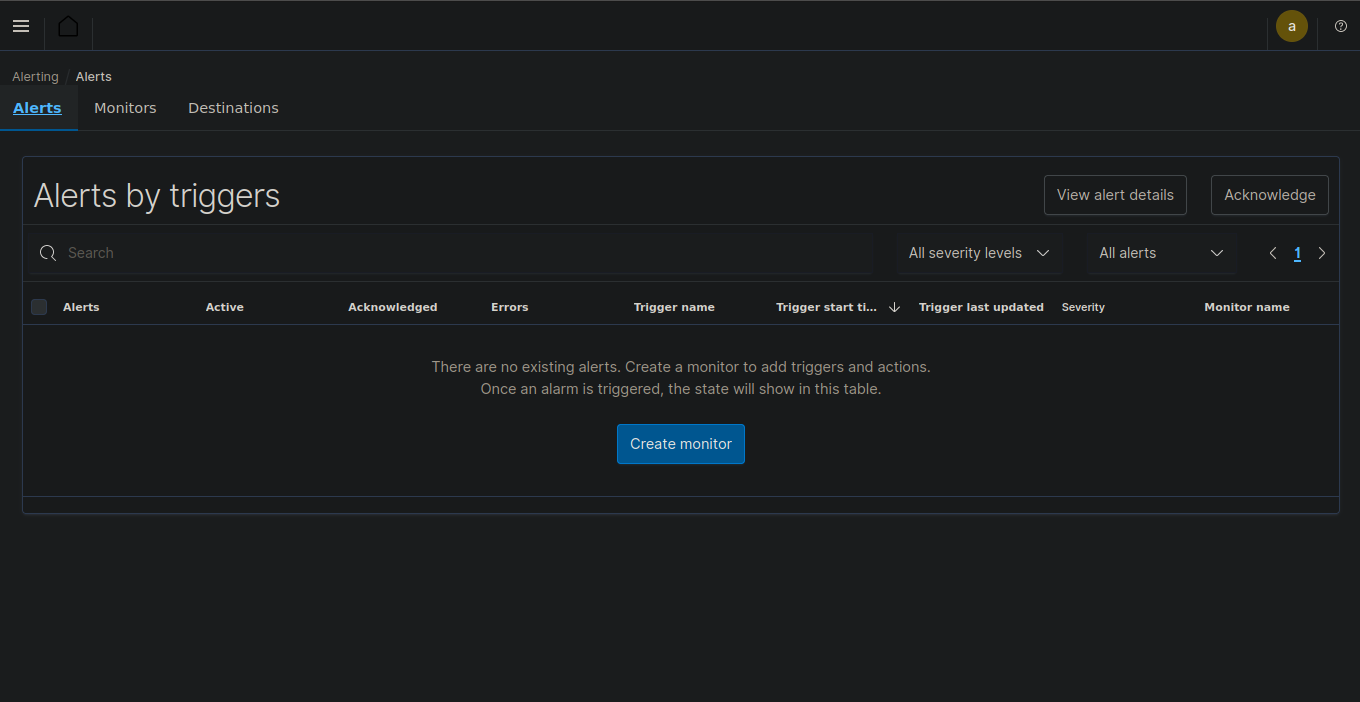 a
Alerting / Alerts
Alerts Monitors Destinations
Alerts by triggers View alert details Acknowledge
Search All severity levels All alerts 1
Alerts Active Acknowledged Errors Trigger name Trigger start ti... Trigger last updated Severity Monitor name
There are no existing alerts. Create a monitor to add triggers and actions.
Once an alarm is triggered, the state will show in this table.
Create monitor